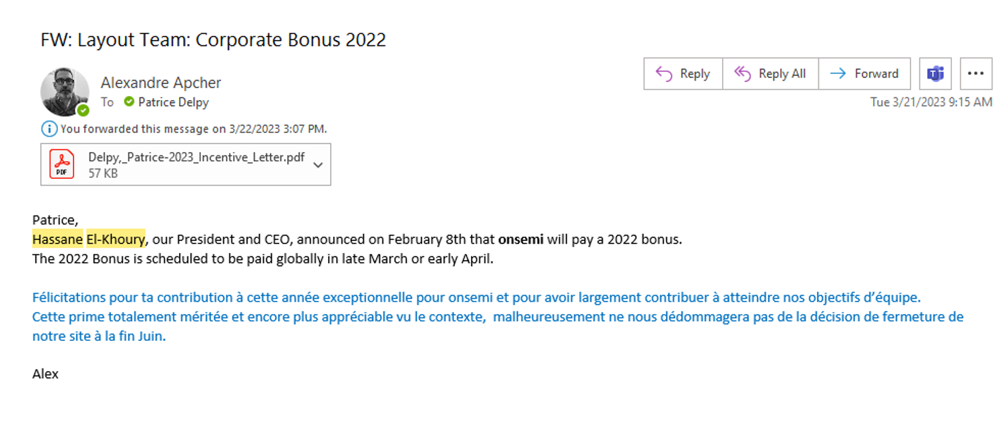 FW: Layout Team: Corporate Bonus 2022
Alexandre Apcher
To Patrice Delpy
Reply
Reply All
Forward
Tue 3/21/2023 9:15 AM
You forwarded this message on 3/22/2023 3:07 PM.
Delpy,_Patrice-2023_Incentive_Letter.pdf
PDF
57 KB
Patrice,
Hassane El-Khoury, our President and CEO, announced on February 8th that onsemi will pay a 2022 bonus.
The 2022 Bonus is scheduled to be paid globally in late March or early April.
Félicitations pour ta contribution à cette année exceptionnelle pour onsemi et pour avoir largement contribuer à atteindre nos objectifs d’équipe.
Cette prime totalement méritée et encore plus appréciable vu le contexte,  malheureusement ne nous dédommagera pas de la décision de fermeture de
notre site à la fin Juin.
Alex